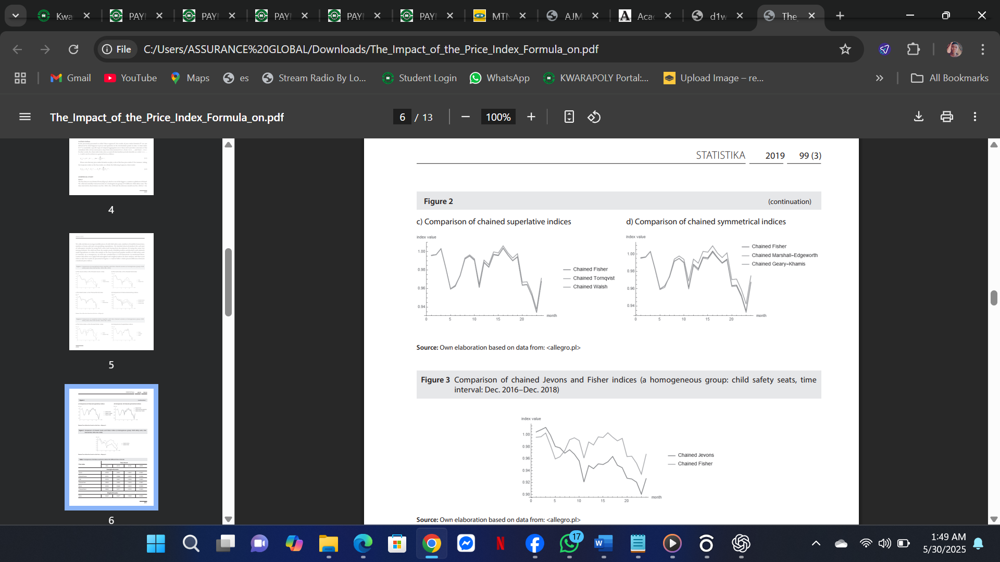 Kwa
PAY
PAY
PAY
PAY
PAY
MTN
AJM
Aca
d1w
The_
File
C:/Users/ASSURANCE%20GLOBAL/Downloads/The_Impact_of_the_Price_Index_Formula_on.pdf
Gmail
YouTube
Maps
es
Stream Radio By Lo...
Student Login
WhatsApp
KWARAPOLY Portal:...
Upload Image – re...
All Bookmarks
The_Impact_of_the_Price_Index_Formula_on.pdf
6 / 13
100%
4
5
6
STATISTIKA 2019 99 (3)
Figure 2 (continuation)
c) Comparison of chained superlative indices
index value
1.00
0.98
0.96
0.94
0 5 10 15 20
month
Chained Fisher
Chained Tornqvist
Chained Walsh
d) Comparison of chained symmetrical indices
index value
1.00
0.98
0.96
0.94
0 5 10 15 20
month
Chained Fisher
Chained Marshall–Edgeworth
Chained Geary–Khamis
Source: Own elaboration based on data from: <allegro.pl>
Figure 3 Comparison of chained Jevons and Fisher indices (a homogeneous group: child safety seats, time
interval: Dec. 2016–Dec. 2018)
index value
1.00
0.98
0.96
0.94
0.92
0.90
0 5 10 15 20
month
Chained Jevons
Chained Fisher
Source: Own elaboration based on data from: <allegro.pl>
17
1:49 AM
5/30/2025